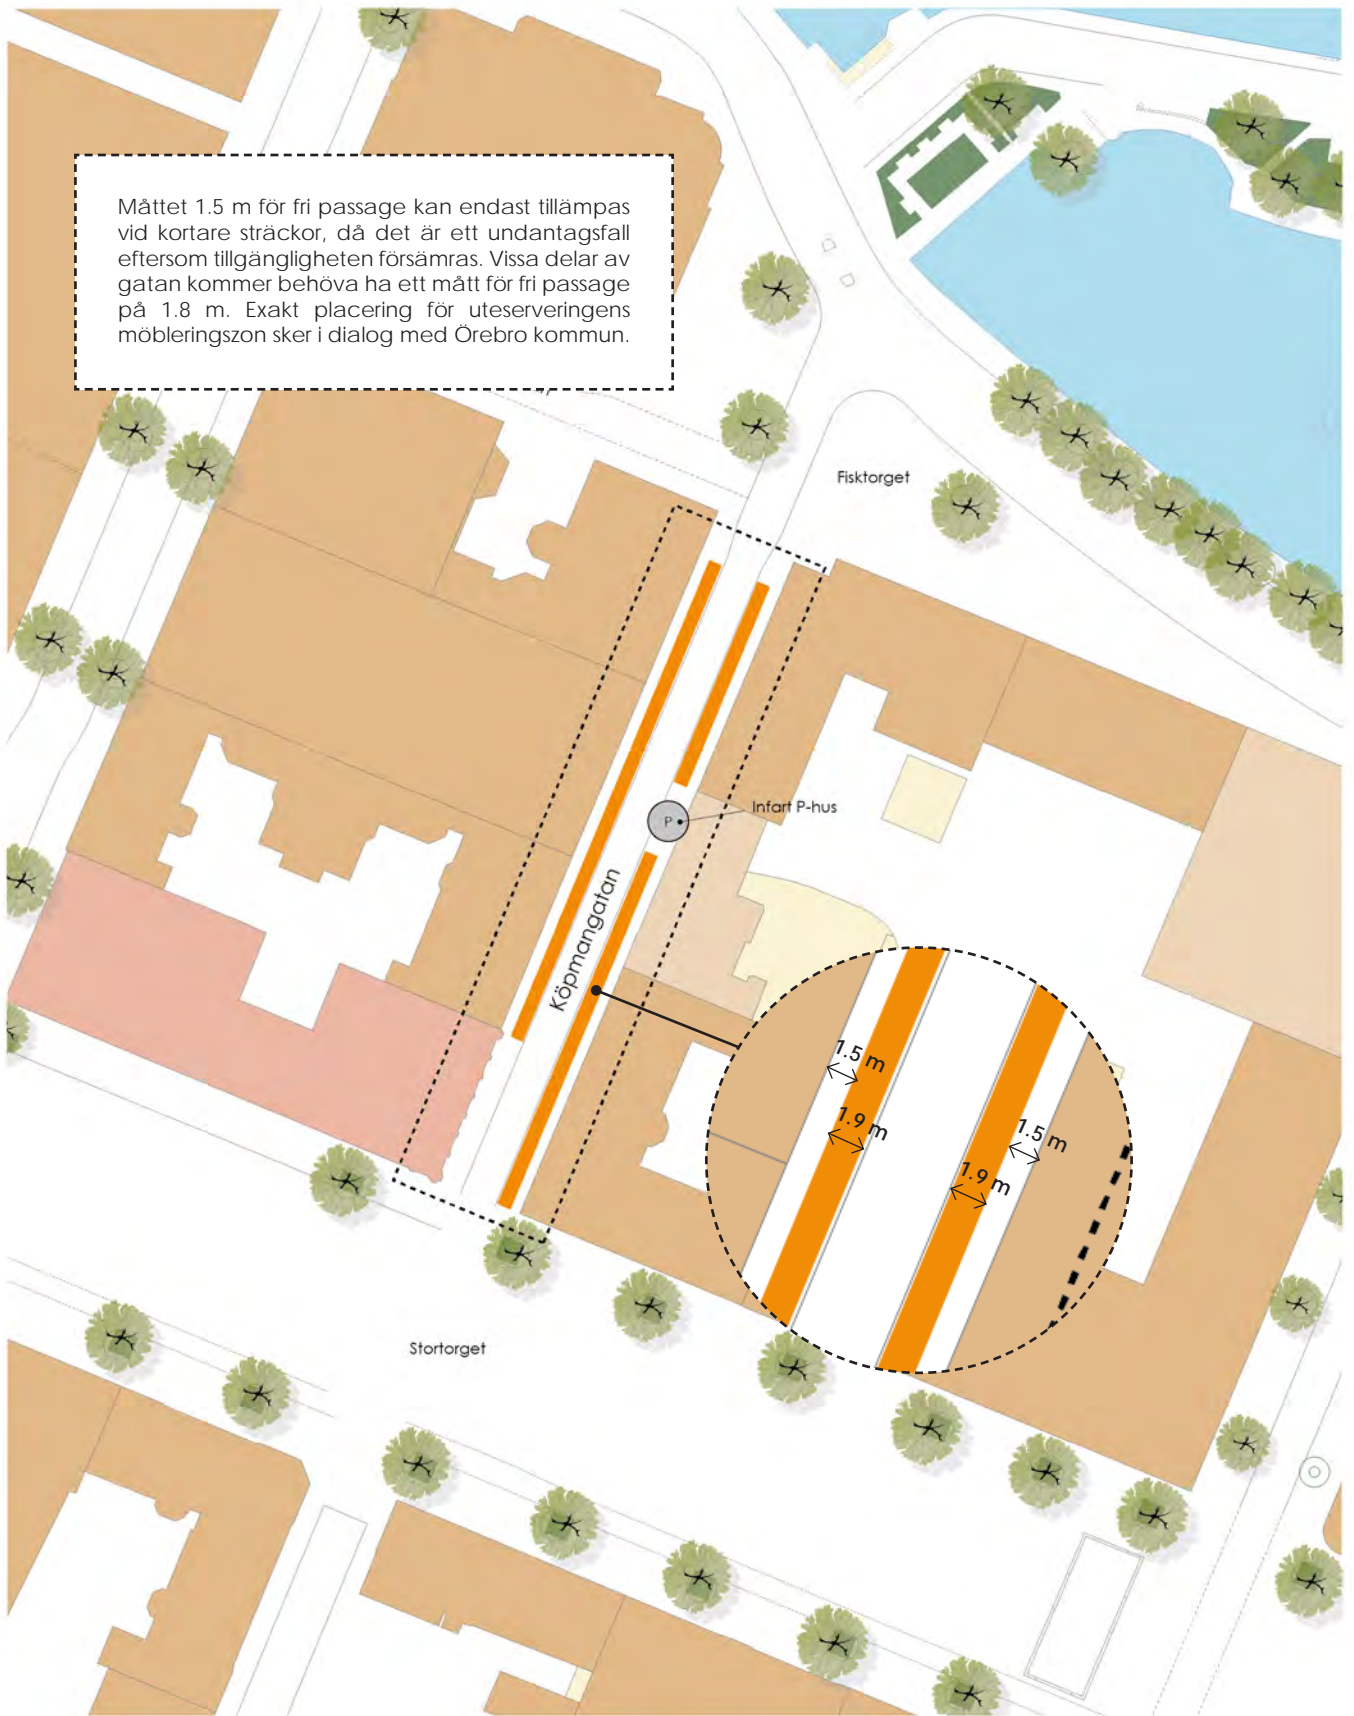 Måttet 1.5 m för fri passage kan endast tillämpas
vid kortare sträckor, då det är ett undantagsfall
eftersom tillgängligheten försämras. Vissa delar av
gatan kommer behöva ha ett mått för fri passage
på 1.8 m. Exakt placering för uteserveringens
möbleringszon sker i dialog med Örebro kommun.
Fisktorget
Infart P-hus
P
Köpmangatan
1.5 m
1.9 m
1.5 m
1.9 m
Stortorget